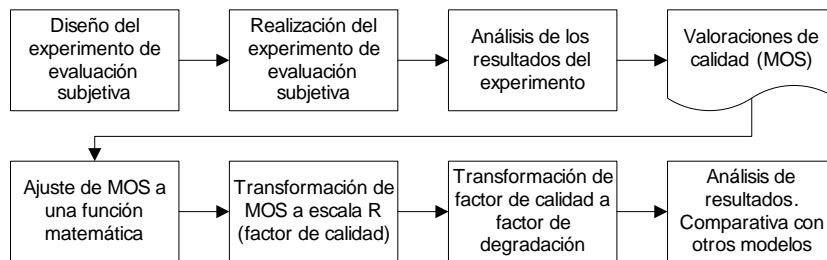 Diseño del
experimento de
evaluación
subjetiva
Realización del
experimento de
evaluación
subjetiva
Análisis de los
resultados del
experimento
Valoraciones de
calidad (MOS)
Ajuste de MOS a
una función
matemática
Transformación de
MOS a escala R
(factor de calidad)
Transformación de
factor de calidad a
factor de
degradación
Análisis de
resultados.
Comparativa con
otros modelos